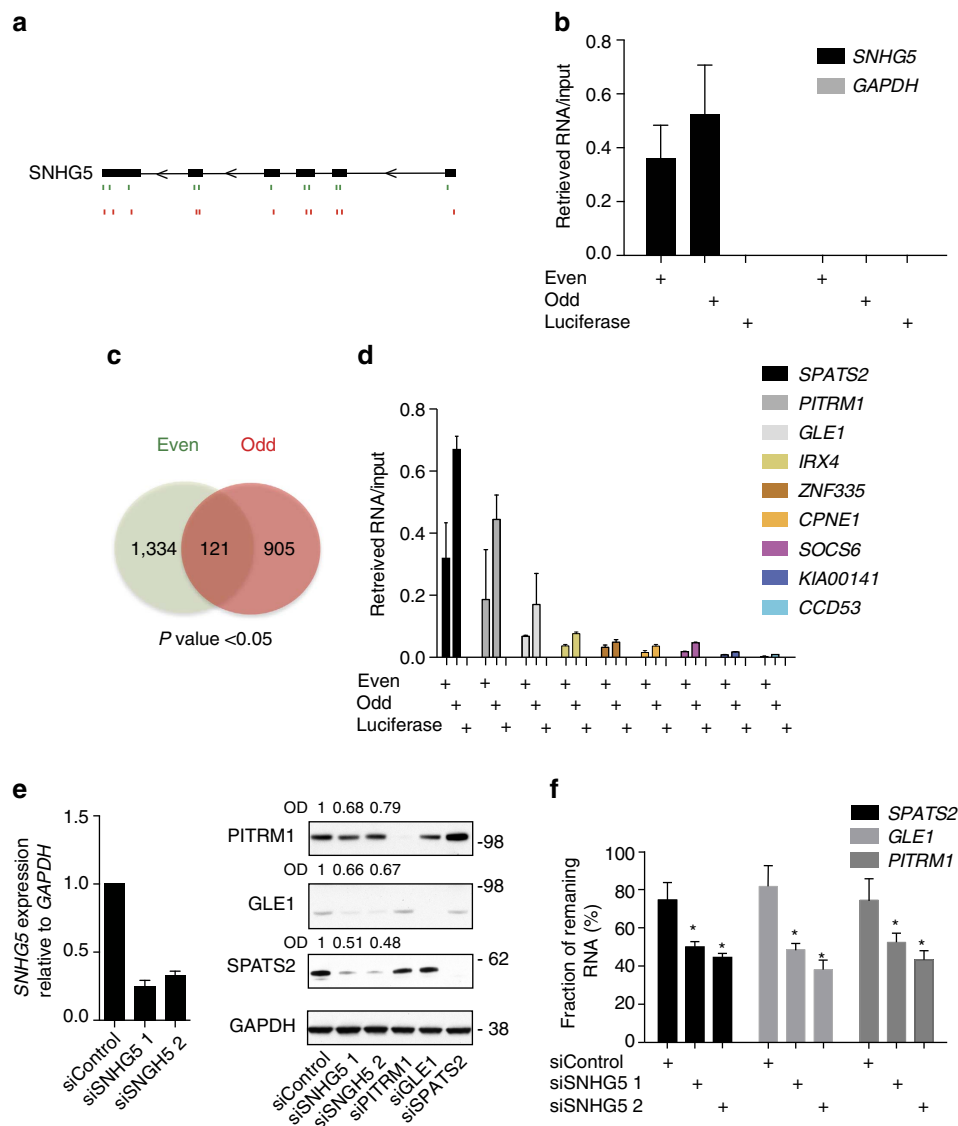 a
SNHG5
b
0.8
0.6
0.4
0.2
0.0
Retrieved RNA/input
SNHG5
GAPDH
Even + +
Odd + +
Luciferase + +
c
Even Odd
1,334 121 905
P value <0.05
d
0.8
0.6
0.4
0.2
0.0
Retreived RNA/input
SPATS2
PITRM1
GLE1
IRX4
ZNF335
CPNE1
SOCS6
KIA00141
CCD53
Even + + + + + + + + +
Odd + + + + + + + + +
Luciferase + + + + + + + + +
e
1.5
1.0
0.5
0.0
SNHG5 expression
relative to GAPDH
siControl
siSNHG5 1
siSNGH5 2
OD 1 0.68 0.79
PITRM1
-98
OD 1 0.66 0.67
-98
GLE1
OD 1 0.51 0.48
- 62
SPATS2
GAPDH
- 38
siControl
siSNHG5 1
siSNGH5 2
siPITRM1
siGLE1
siSPATS2
f
SPATS2
GLE1
PITRM1
100
80
60
40
20
0
Fraction of remaning
RNA (%)
* * * * * *
siControl + + +
siSNHG5 1 + + +
siSNHG5 2 + + +